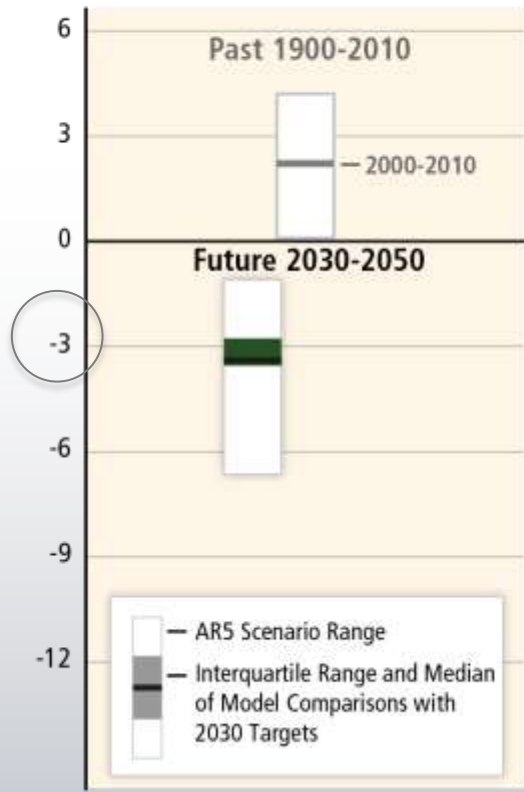 6
Past 1900-2010
3
2000-2010
0
Future 2030-2050
-3
-6
-9
-12
AR5 Scenario Range
Interquartile Range and Median
of Model Comparisons with
2030 Targets